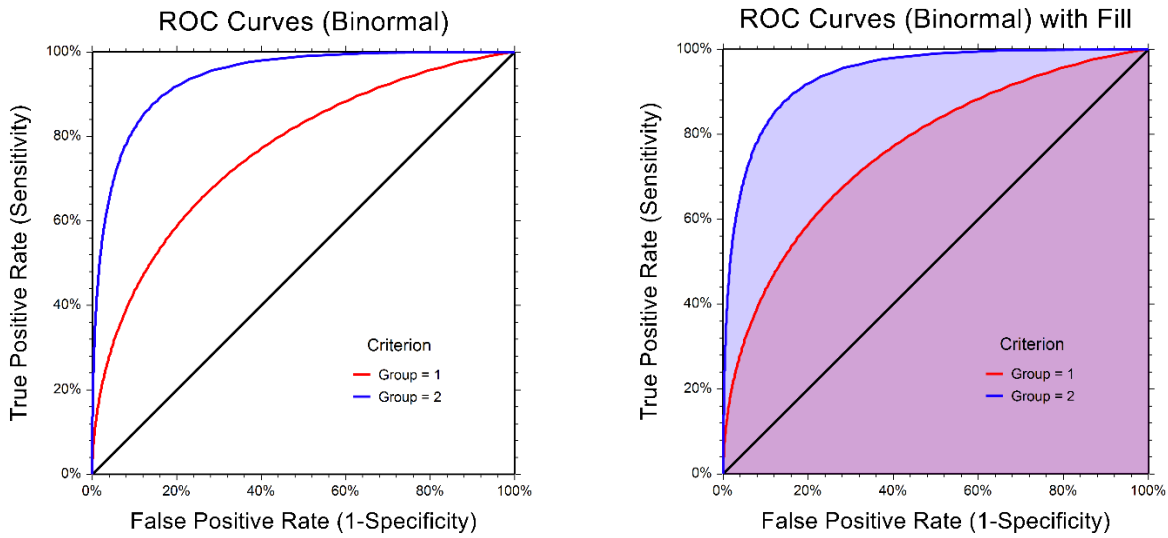 ROC Curves (Binormal)
True Positive Rate (Sensitivity)
100%
80%
60%
40%
20%
0%
Criterion
Group = 1
Group = 2
0% 20% 40% 60% 80% 100%
False Positive Rate (1-Specificity)
ROC Curves (Binormal) with Fill
True Positive Rate (Sensitivity)
100%
80%
60%
40%
20%
0%
Criterion
Group = 1
Group = 2
0% 20% 40% 60% 80% 100%
False Positive Rate (1-Specificity)